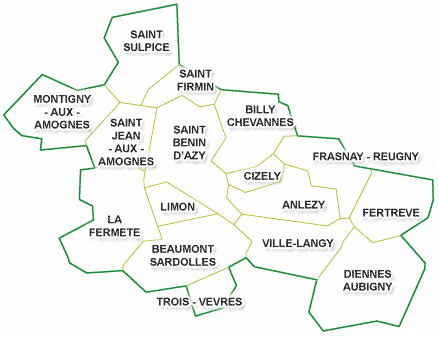 SAINT
SULPICE
SAINT
FIRMIN
MONTIGNY
- AUX -
AMOGNES
SAINT
JEAN
- AUX -
AMOGNES
SAINT
BENIN
D'AZY
BILLY
CHEVANNES
FRASNAY - REUGNY
CIZELY
ANLEZY
LIMON
FERTREVE
LA
FERMETE
BEAUMONT
SARDOLLES
VILLE-LANGY
DIENNES
AUBIGNY
TROIS - VEVRES